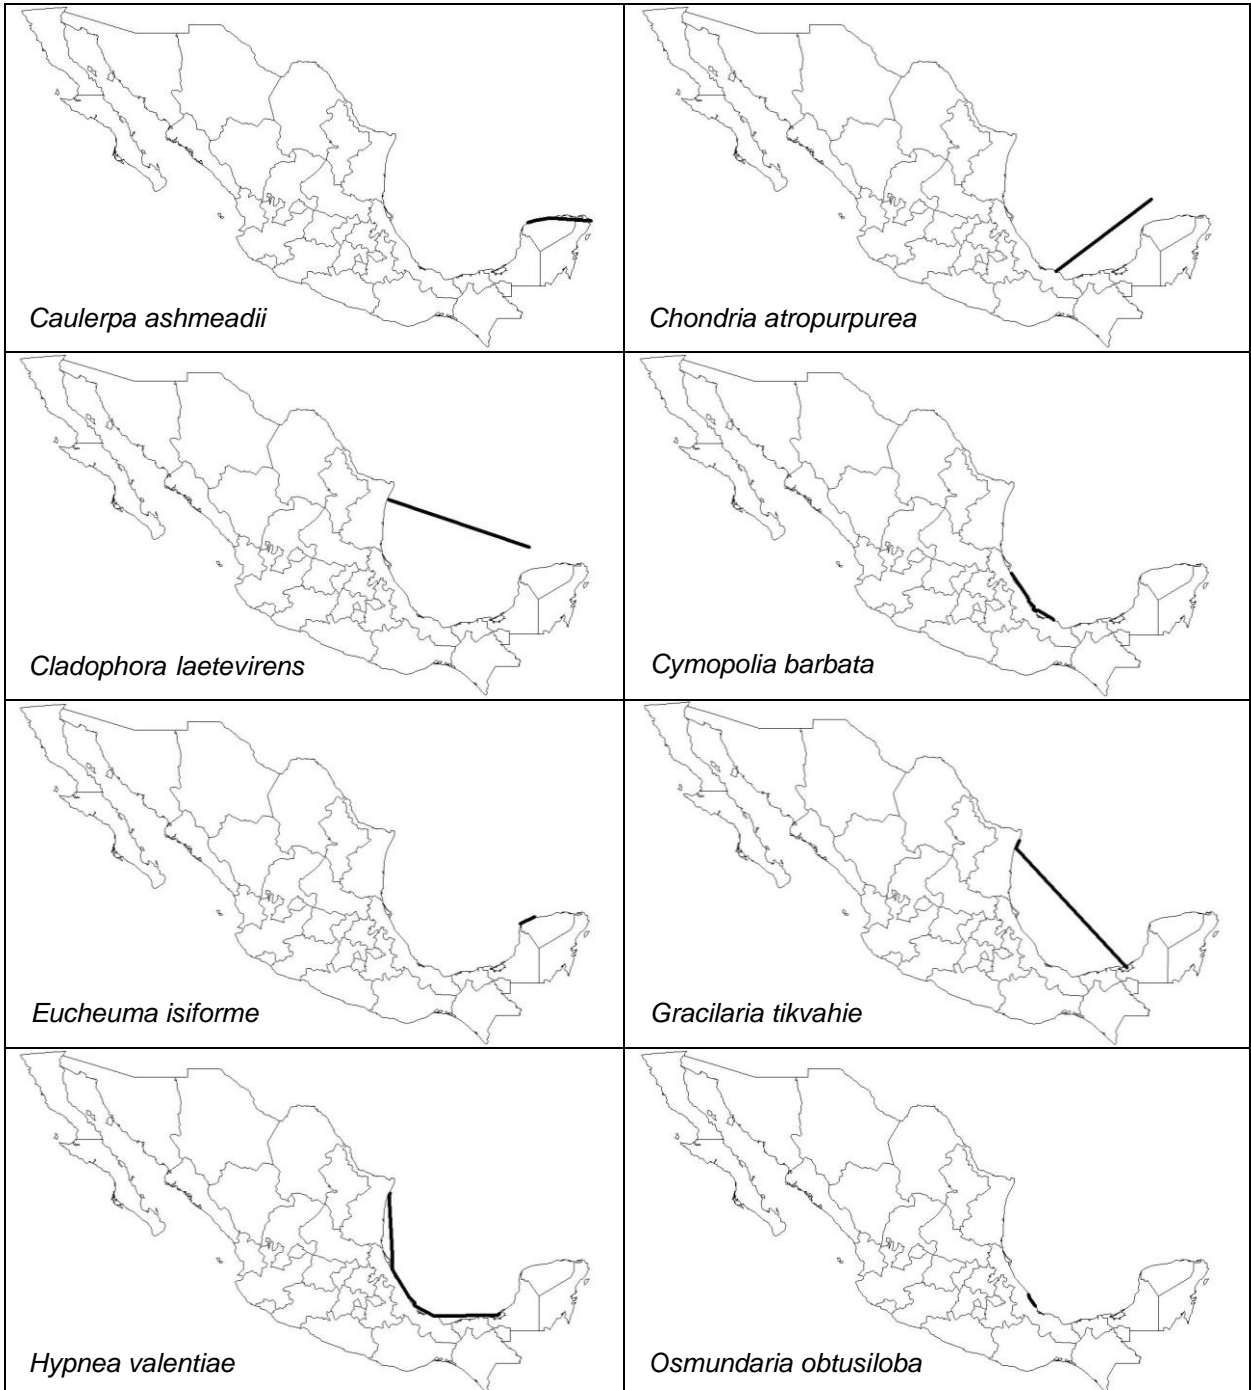 Caulerpa ashmeadii
Chondria atropurpurea
Cladophora laetevirens
Cymopolia barbata
Eucheuma isiforme
Gracilaria tikvahie
Hypnea valentiae
Osmundaria obtusiloba